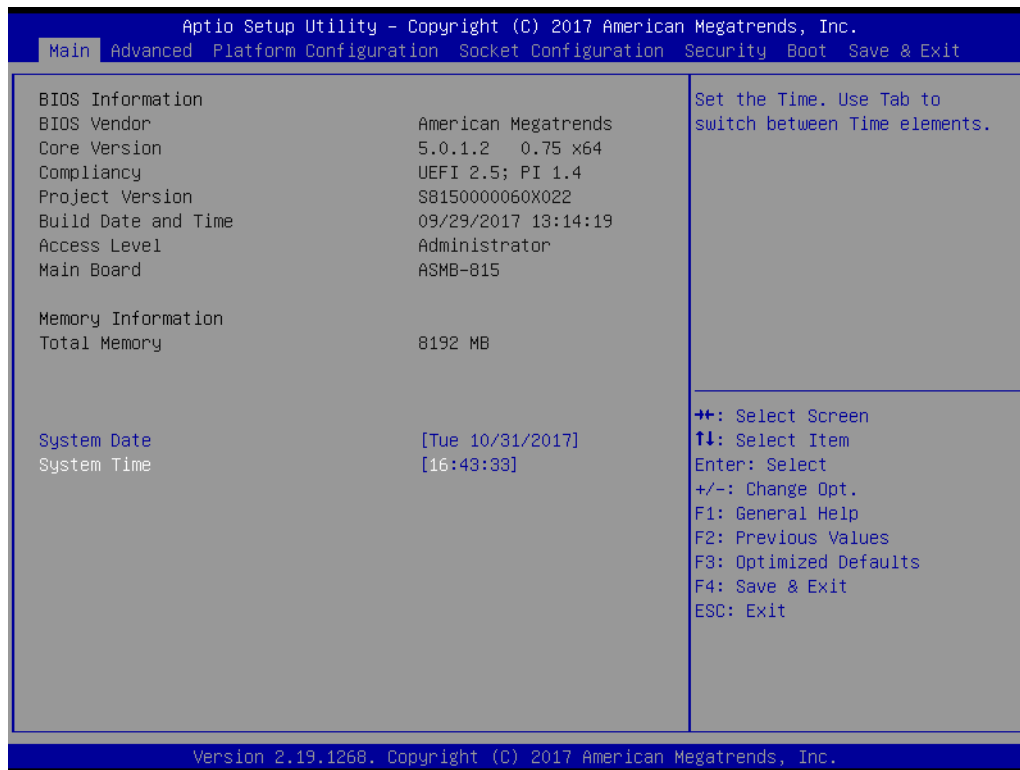 Aptio Setup Utility – Copyright (C) 2017 American Megatrends, Inc.
Main Advanced Platform Configuration Socket Configuration Security Boot Save & Exit
BIOS Information
BIOS Vendor American Megatrends
Core Version 5.0.1.2 0.75 x64
Compliancy UEFI 2.5; PI 1.4
Project Version S8150000060X022
Build Date and Time 09/29/2017 13:14:19
Access Level Administrator
Main Board ASMB-815
Memory Information
Total Memory 8192 MB
System Date [Tue 10/31/2017]
System Time [16:43:33]
Set the Time. Use Tab to
switch between Time elements.
→←: Select Screen
↑↓: Select Item
Enter: Select
+/-: Change Opt.
F1: General Help
F2: Previous Values
F3: Optimized Defaults
F4: Save & Exit
ESC: Exit
Version 2.19.1268. Copyright (C) 2017 American Megatrends, Inc.